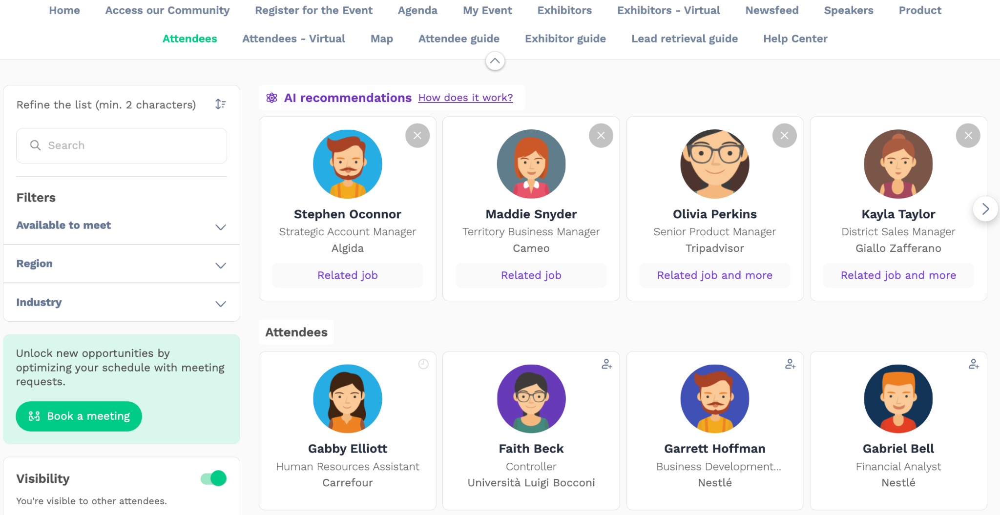 Home Access our Community Register for the Event Agenda My Event Exhibitors Exhibitors - Virtual Newsfeed Speakers Product
Attendees Attendees - Virtual Map Attendee guide Exhibitor guide Lead retrieval guide Help Center
Refine the list (min. 2 characters)
Search
Filters
Available to meet
Region
Industry
Unlock new opportunities by
optimizing your schedule with meeting
requests.
Book a meeting
Visibility
You're visible to other attendees.
AI recommendations How does it work?
Stephen Oconnor
Strategic Account Manager
Algida
Related job
Maddie Snyder
Territory Business Manager
Cameo
Related job
Olivia Perkins
Senior Product Manager
Tripadvisor
Related job and more
Kayla Taylor
District Sales Manager
Giallo Zafferano
Related job and more
Attendees
Gabby Elliott
Human Resources Assistant
Carrefour
Faith Beck
Controller
Università Luigi Bocconi
Garrett Hoffman
Business Development...
Nestlé
Gabriel Bell
Financial Analyst
Nestlé